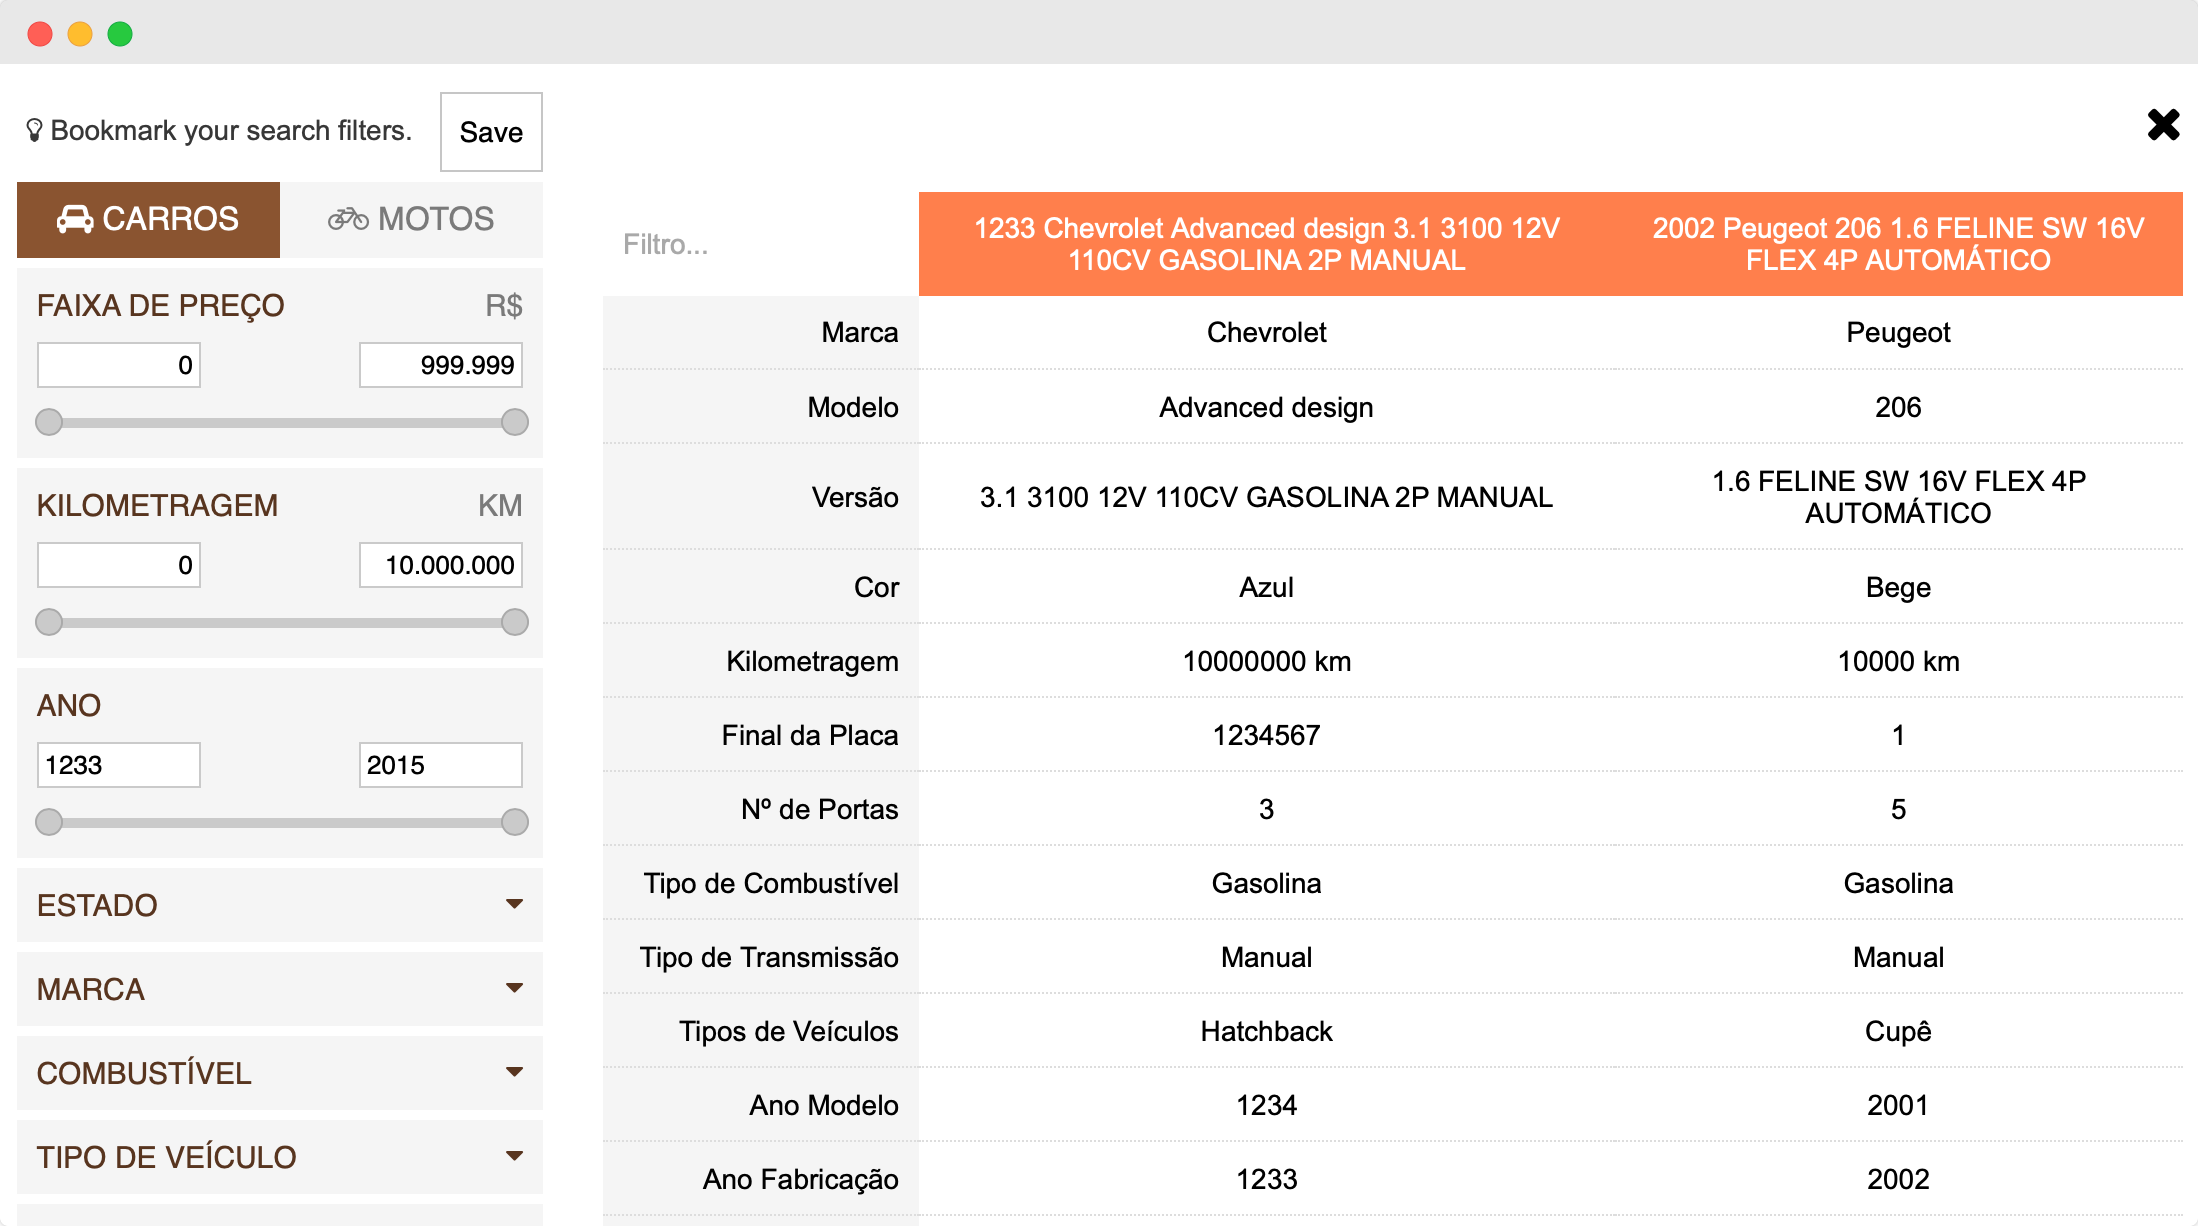 Bookmark your search filters.
Save
CARROS
MOTOS
FAIXA DE PREÇO
R$
0
999.999
KILOMETRAGEM
KM
0
10.000.000
ANO
1233
2015
ESTADO
MARCA
COMBUSTÍVEL
TIPO DE VEÍCULO
Filtro...
1233 Chevrolet Advanced design 3.1 3100 12V
110CV GASOLINA 2P MANUAL
2002 Peugeot 206 1.6 FELINE SW 16V
FLEX 4P AUTOMÁTICO
Marca
Chevrolet
Peugeot
Modelo
Advanced design
206
Versão
3.1 3100 12V 110CV GASOLINA 2P MANUAL
1.6 FELINE SW 16V FLEX 4P
AUTOMÁTICO
Cor
Azul
Bege
Kilometragem
10000000 km
10000 km
Final da Placa
1234567
1
Nº de Portas
3
5
Tipo de Combustível
Gasolina
Gasolina
Tipo de Transmissão
Manual
Manual
Tipos de Veículos
Hatchback
Cupê
Ano Modelo
1234
2001
Ano Fabricação
1233
2002